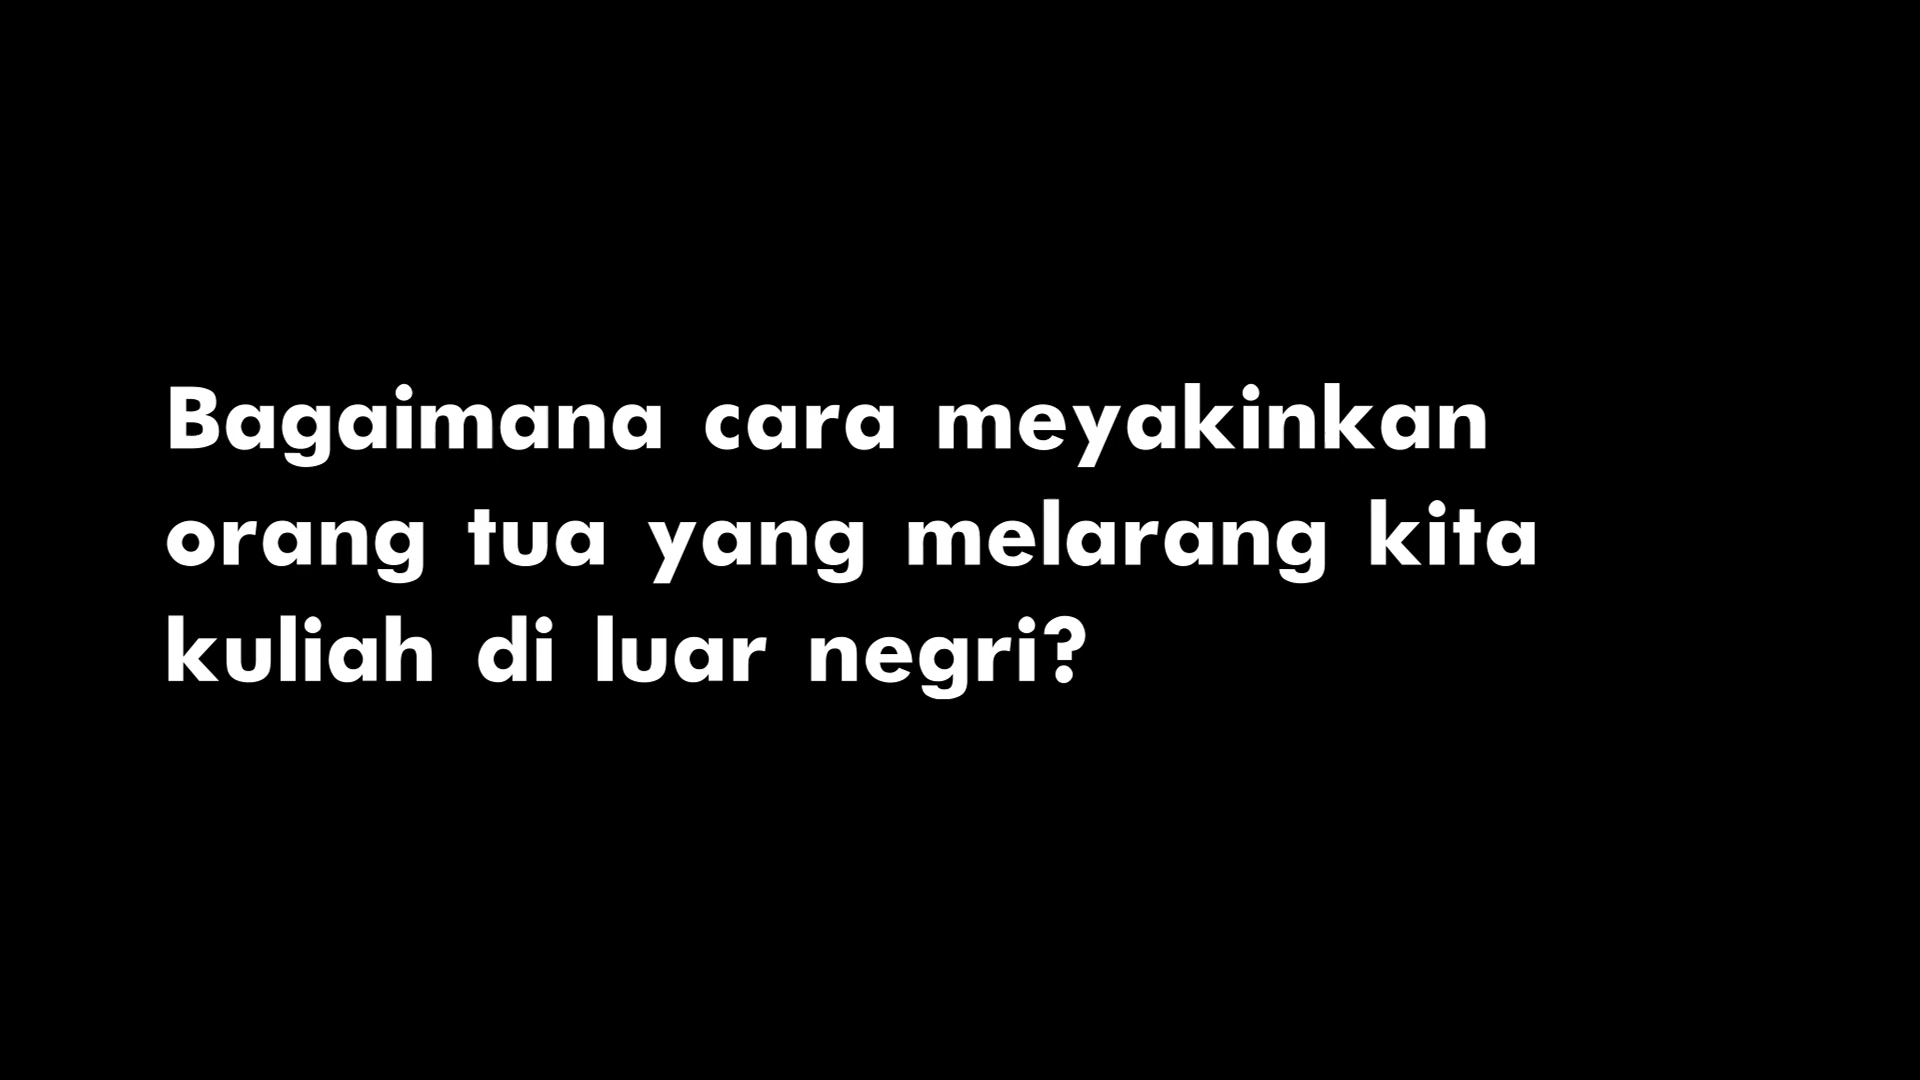 Bagaimana cara meyakinkan
orang tua yang melarang kita
kuliah di luar negri?